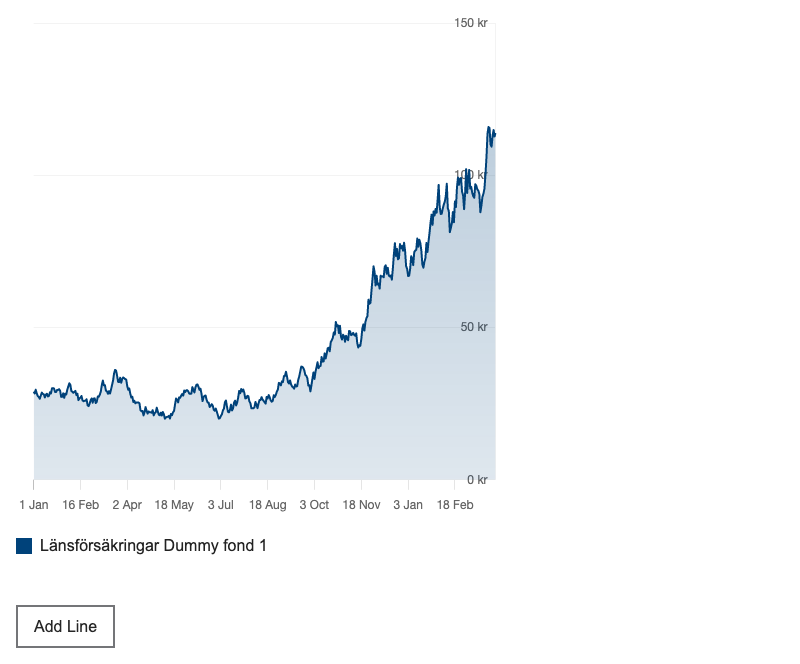 150 kr
100 kr
50 kr
0 kr
1 Jan 16 Feb 2 Apr 18 May 3 Jul 18 Aug 3 Oct 18 Nov 3 Jan 18 Feb
Länsförsäkringar Dummy fond 1
Add Line